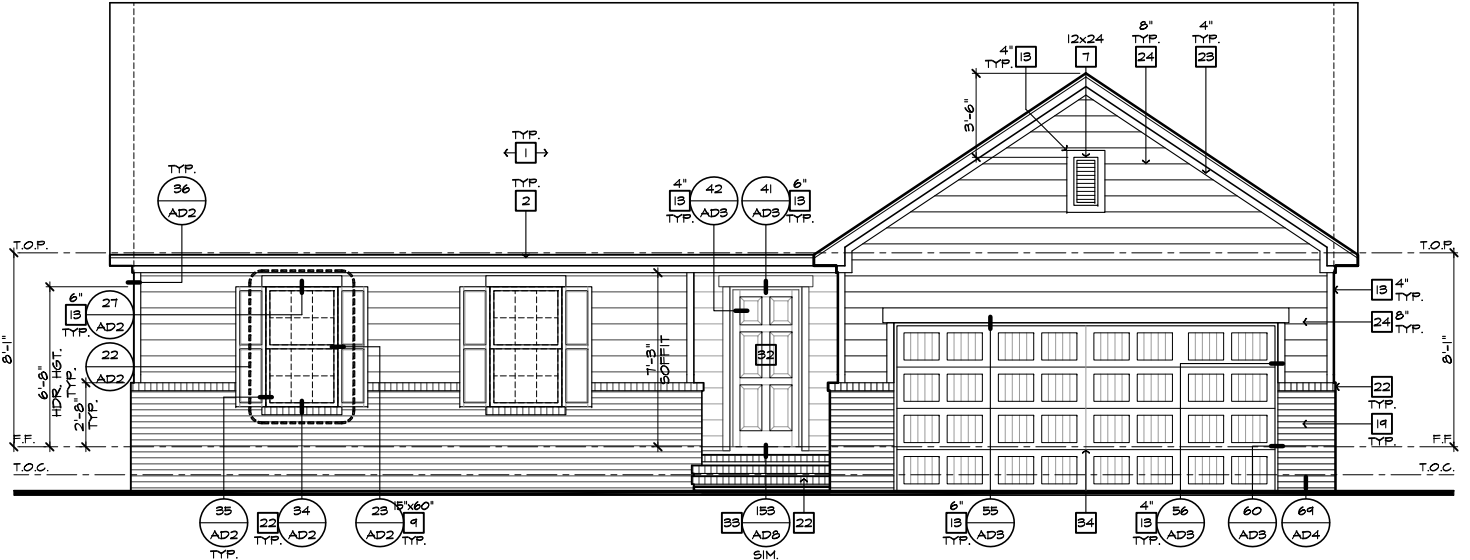 8"
TYP.
24
4"
TYP.
23
12x24
7
4"
TYP.
13
3'-6"
TYP.
1
TYP.
2
TYP.
36
AD2
4"
13
TYP.
42
AD3
41
AD3
6"
13
TYP.
T.O.P.
T.O.P.
6"
13
TYP.
27
AD2
22
AD2
8'-1"
6'-8"
HDR. HGT.
TYP.
2'-8"
TYP.
7'-3"
SOFFIT
32
13
4"
TYP.
24
8"
TYP.
8'-1"
22
TYP.
19
TYP.
F.F.
F.F.
T.O.C.
T.O.C.
35
AD2
TYP.
22
TYP.
34
AD2
23
AD2
15"x60"
9
TYP.
33
153
AD8
SIM.
22
6"
13
TYP.
55
AD3
34
4"
13
TYP.
56
AD3
60
AD3
69
AD4